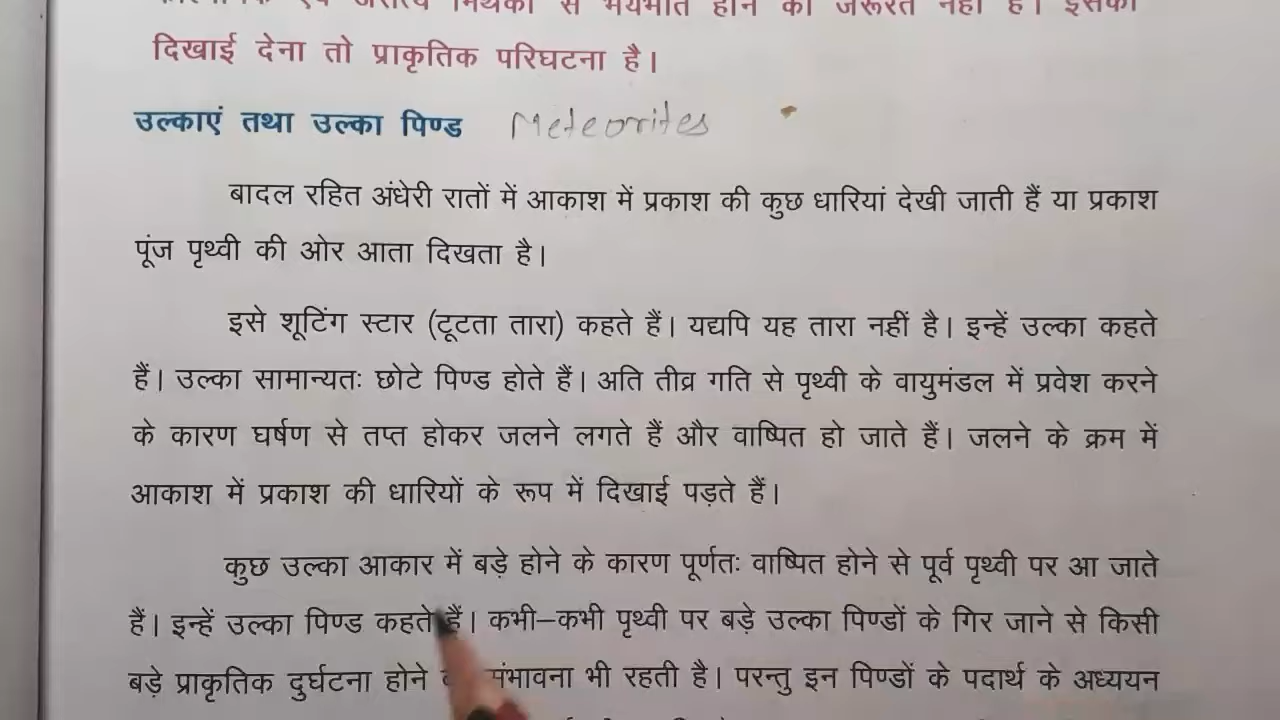 दिखाई देना तो प्राकृतिक परिघटना है।
उल्काएं तथा उल्का पिण्ड Meteorites
बादल रहित अंधेरी रातों में आकाश में प्रकाश की कुछ धारियां देखी जाती हैं या प्रकाश
पूंज पृथ्वी की ओर आता दिखता है।
इसे शूटिंग स्टार (टूटता तारा) कहते हैं। यद्यपि यह तारा नहीं है। इन्हें उल्का कहते
हैं। उल्का सामान्यतः छोटे पिण्ड होते हैं। अति तीव्र गति से पृथ्वी के वायुमंडल में प्रवेश करने
के कारण घर्षण से तप्त होकर जलने लगते हैं और वाष्पित हो जाते हैं। जलने के क्रम में
आकाश में प्रकाश की धारियों के रूप में दिखाई पड़ते हैं।
कुछ उल्का आकार में बड़े होने के कारण पूर्णतः वाष्पित होने से पूर्व पृथ्वी पर आ जाते
हैं। इन्हें उल्का पिण्ड कहते हैं। कभी–कभी पृथ्वी पर बड़े उल्का पिण्डों के गिर जाने से किसी
बड़े प्राकृतिक दुर्घटना होने संभावना भी रहती है। परन्तु इन पिण्डों के पदार्थ के अध्ययन